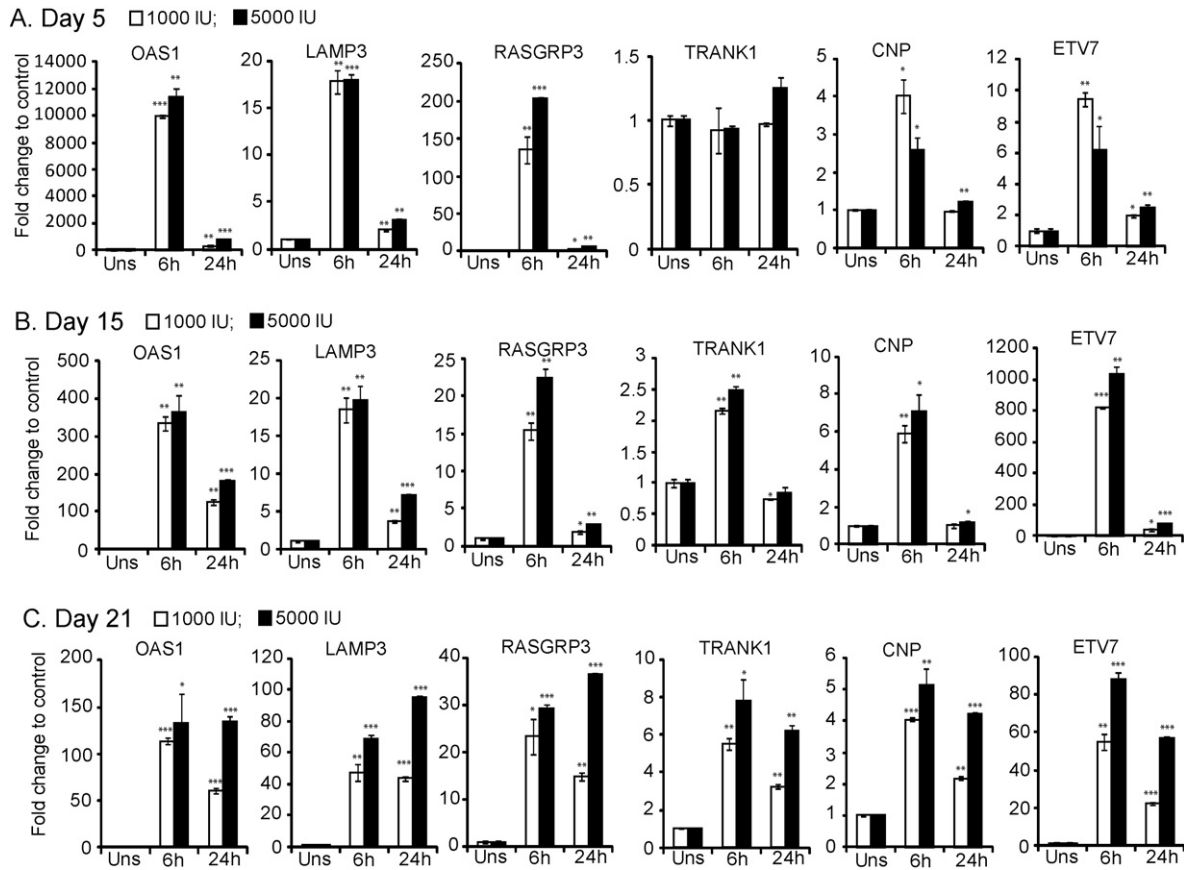 A. Day 5 1000 IU; 5000 IU
OAS1 LAMP3 RASGRP3 TRANK1 CNP ETV7
Fold change to control
14000 12000 10000 8000 6000 4000 2000 0
** *** ** ***
Uns 6h 24h
20 15 10 5 0
** *** ** **
Uns 6h 24h
250 200 150 100 50 0
** *** * **
Uns 6h 24h
1.5 1 0.5 0
Uns 6h 24h
5 4 3 2 1 0
* * **
Uns 6h 24h
14 12 10 8 6 4 2 0
** * * **
Uns 6h 24h
B. Day 15 1000 IU; 5000 IU
OAS1 LAMP3 RASGRP3 TRANK1 CNP ETV7
Fold change to control
500 400 300 200 100 0
** ** ** ***
Uns 6h 24h
25 20 15 10 5 0
** ** ** ***
Uns 6h 24h
25 20 15 10 5 0
** ** * **
Uns 6h 24h
3 2.5 2 1.5 1 0.5 0
** ** *
Uns 6h 24h
10 8 6 4 2 0
** * *
Uns 6h 24h
1200 1000 800 600 400 200 0
*** ** * ***
Uns 6h 24h
C. Day 21 1000 IU; 5000 IU
OAS1 LAMP3 RASGRP3 TRANK1 CNP ETV7
Fold change to control
200 150 100 50 0
*** * *** ***
Uns 6h 24h
120 100 80 60 40 20 0
** *** *** ***
Uns 6h 24h
40 30 20 10 0
* *** ** ***
Uns 6h 24h
10 8 6 4 2 0
** * ** **
Uns 6h 24h
6 5 4 3 2 1 0
*** ** ** ***
Uns 6h 24h
100 80 60 40 20 0
** *** *** ***
Uns 6h 24h